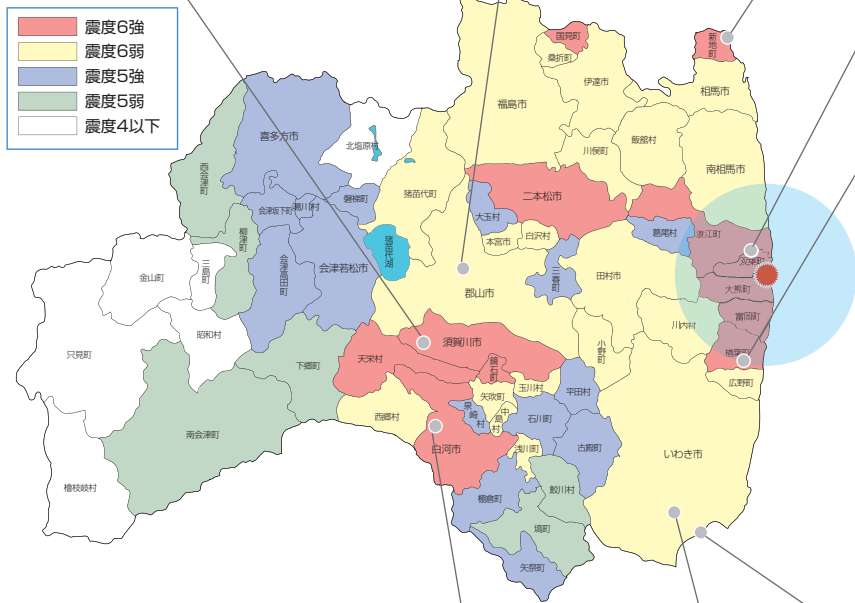 震度6強
震度6弱
震度5強
震度5弱
震度4以下
国見町
桑折町
新地町
伊達市
相馬市
福島市
喜多方市
北塩原村
川俣町
飯舘村
南相馬市
西会津町
猪苗代町
二本松市
磐梯町
湯川村
会津坂下町
大玉村
白沢村
本宮市
葛尾村
浪江町
双葉町
柳津町
猪苗代湖
三島町
金山町
会津高田町
会津若松市
三春町
田村市
郡山市
大熊町
富岡町
川内村
昭和村
只見町
須賀川市
小野町
楢葉町
下郷町
天栄村
鏡石町
広野町
玉川村
平田村
矢吹町
西郷村
泉崎村
中島村
石川町
南会津町
白河市
浅川町
古殿町
いわき市
檜枝岐村
棚倉町
鮫川村
塙町
矢祭町